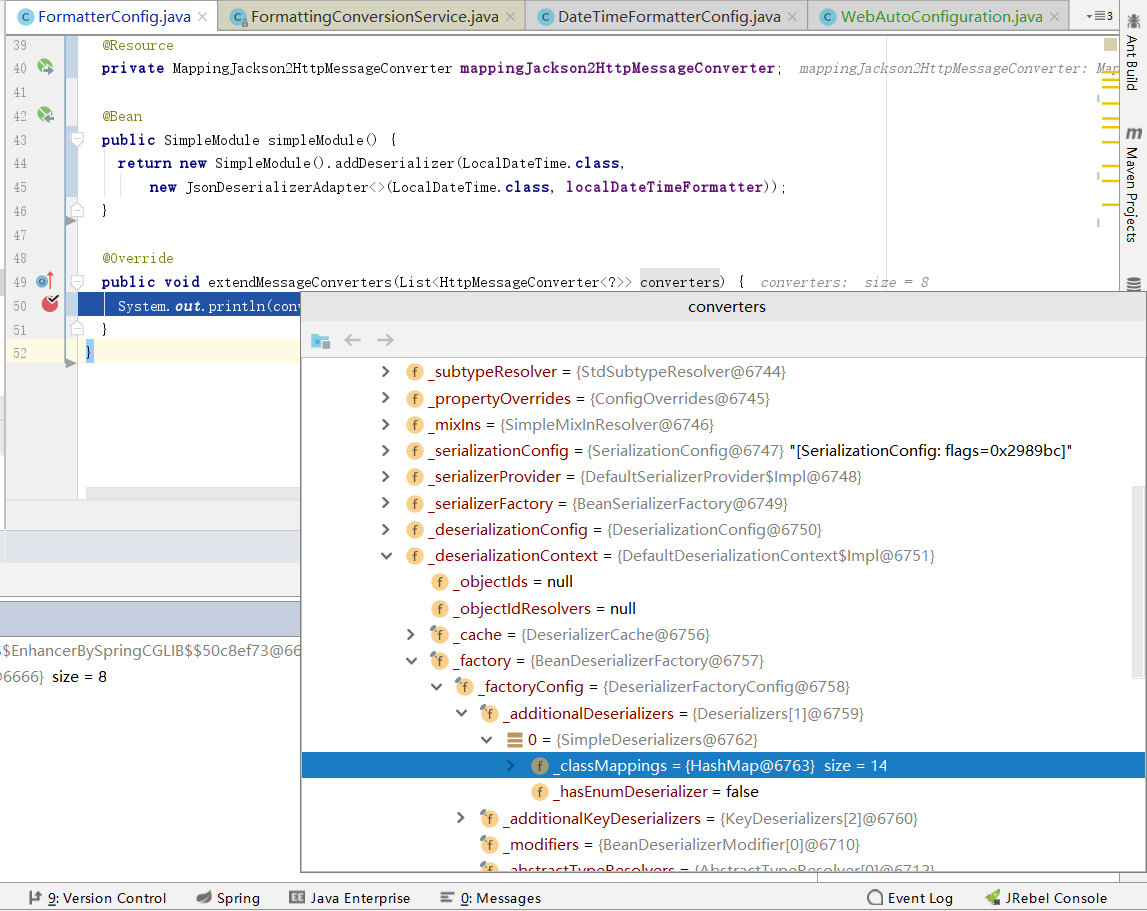 FormatterConfig.java
FormattingConversionService.java
DateTimeFormatterConfig.java
WebAutoConfiguration.java
3
39 @Resource
40 private MappingJackson2HttpMessageConverter mappingJackson2HttpMessageConverter; mappingJackson2HttpMessageConverter: Map
41
42 @Bean
43 public SimpleModule simpleModule() {
44 return new SimpleModule().addDeserializer(LocalDateTime.class,
45 new JsonDeserializerAdapter<>(LocalDateTime.class, localDateTimeFormatter));
46 }
47
48 @Override
49 public void extendMessageConverters(List<HttpMessageConverter<?>> converters) { converters: size = 8
50 System.out.println(con
51 }
52 }
converters
_subtypeResolver = {StdSubtypeResolver@6744}
_propertyOverrides = {ConfigOverrides@6745}
_mixIns = {SimpleMixInResolver@6746}
_serializationConfig = {SerializationConfig@6747} "[SerializationConfig: flags=0x2989bc]"
_serializerProvider = {DefaultSerializerProvider$Impl@6748}
_serializerFactory = {BeanSerializerFactory@6749}
_deserializationConfig = {DeserializationConfig@6750}
_deserializationContext = {DefaultDeserializationContext$Impl@6751}
_objectIds = null
_objectIdResolvers = null
_cache = {DeserializerCache@6756}
_factory = {BeanDeserializerFactory@6757}
_factoryConfig = {DeserializerFactoryConfig@6758}
_additionalDeserializers = {Deserializers[1]@6759}
0 = {SimpleDeserializers@6762}
_classMappings = {HashMap@6763} size = 14
_hasEnumDeserializer = false
_additionalKeyDeserializers = {KeyDeserializers[2]@6760}
_modifiers = {BeanDeserializerModifier[0]@6710}
_abstractTypeResolvers = {AbstractTypeResolver[0]@6712}
$$EnhancerBySpringCGLIB$$50c8ef73@66
6666} size = 8
Ant Build
Maven Projects
9: Version Control
Spring
Java Enterprise
0: Messages
Event Log
JRebel Console